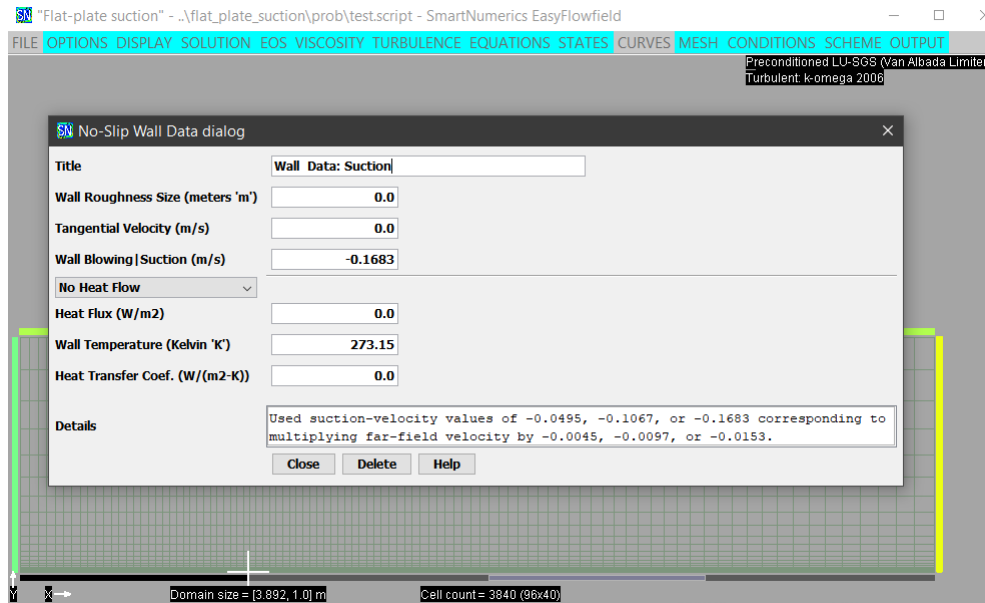 SN "Flat-plate suction" - ..\flat_plate_suction\prob\test.script - SmartNumerics EasyFlowfield
FILE OPTIONS DISPLAY SOLUTION EOS VISCOSITY TURBULENCE EQUATIONS STATES CURVES MESH CONDITIONS SCHEME OUTPUT
Preconditioned LU-SGS (Van Albada Limite
Turbulent: k-omega 2006
SN No-Slip Wall Data dialog
Title Wall Data: Suction
Wall Roughness Size (meters 'm') 0.0
Tangential Velocity (m/s) 0.0
Wall Blowing|Suction (m/s) -0.1683
No Heat Flow
Heat Flux (W/m2) 0.0
Wall Temperature (Kelvin 'K') 273.15
Heat Transfer Coef. (W/(m2-K)) 0.0
Details
Used suction-velocity values of -0.0495, -0.1067, or -0.1683 corresponding to
multiplying far-field velocity by -0.0045, -0.0097, or -0.0153.
Close Delete Help
Y X Domain size = [3.892, 1.0] m Cell count = 3840 (96x40)